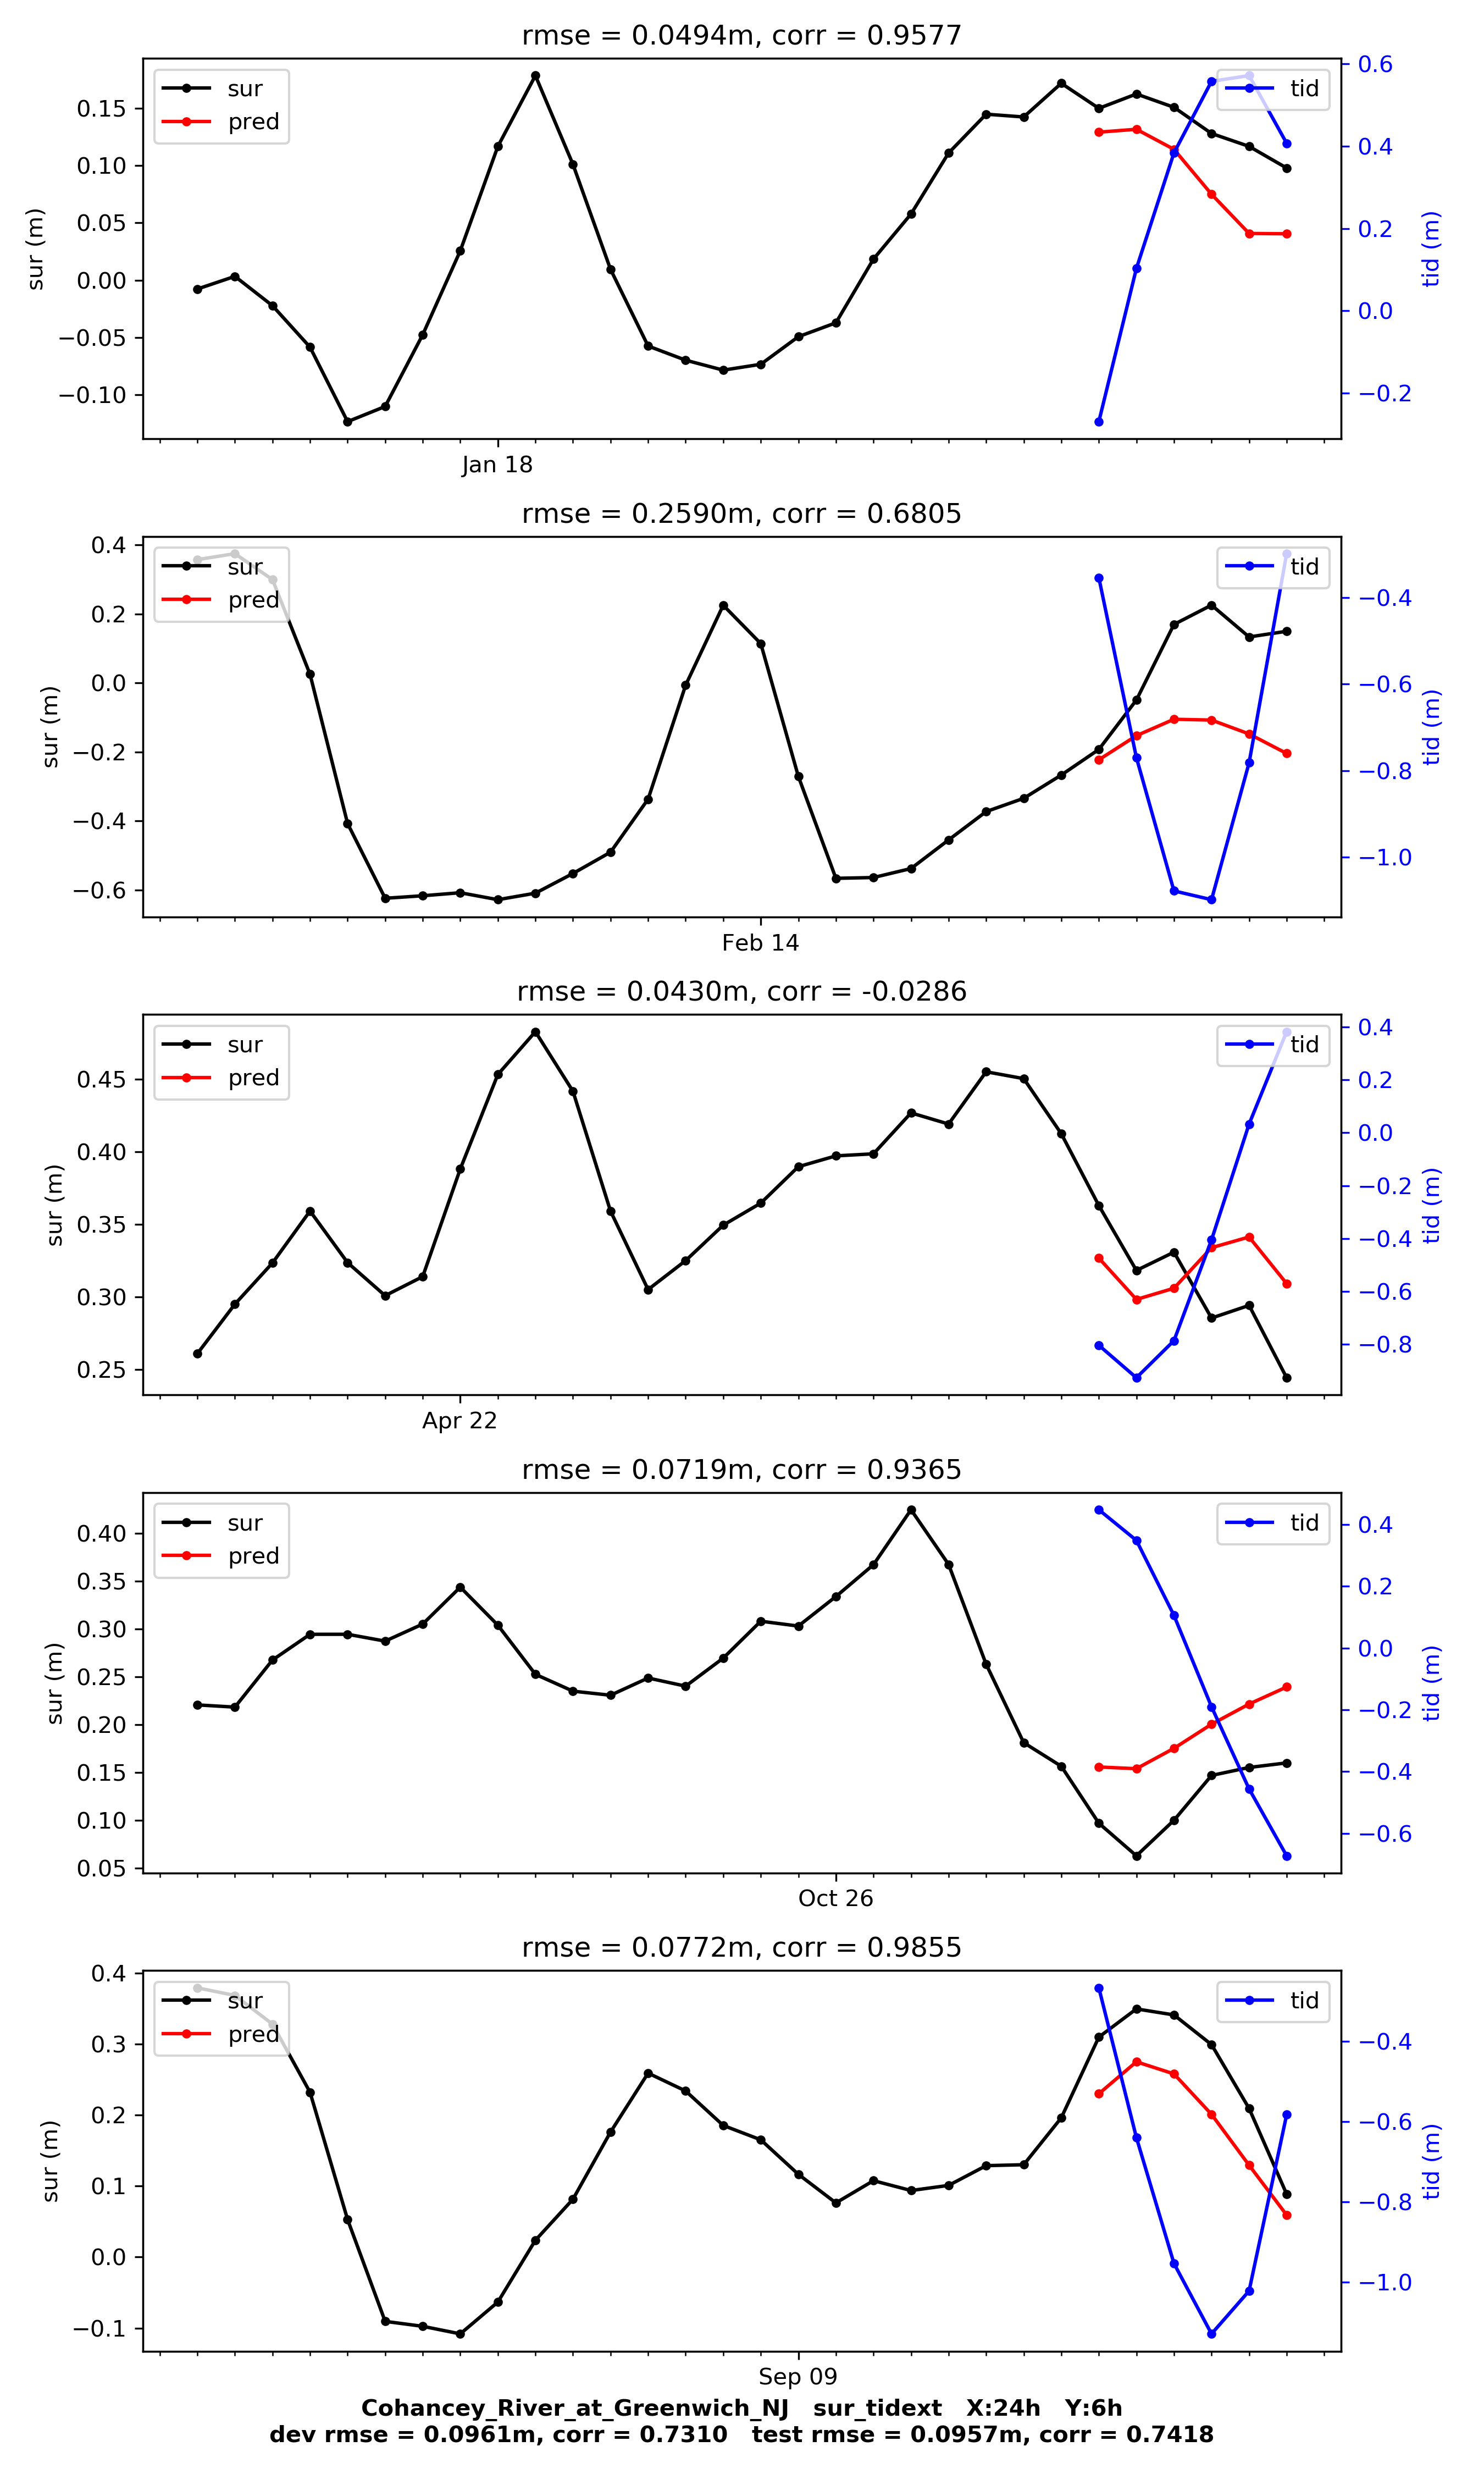 rmse = 0.0494m, corr = 0.9577
sur
pred
tid
0.15
0.10
0.05
0.00
−0.05
−0.10
sur (m)
0.6
0.4
0.2
0.0
−0.2
tid (m)
Jan 18
rmse = 0.2590m, corr = 0.6805
sur
pred
tid
0.4
0.2
0.0
−0.2
−0.4
−0.6
sur (m)
−0.4
−0.6
−0.8
−1.0
tid (m)
Feb 14
rmse = 0.0430m, corr = -0.0286
sur
pred
tid
0.45
0.40
0.35
0.30
0.25
sur (m)
0.4
0.2
0.0
−0.2
−0.4
−0.6
−0.8
tid (m)
Apr 22
rmse = 0.0719m, corr = 0.9365
sur
pred
tid
0.40
0.35
0.30
0.25
0.20
0.15
0.10
0.05
sur (m)
0.4
0.2
0.0
−0.2
−0.4
−0.6
tid (m)
Oct 26
rmse = 0.0772m, corr = 0.9855
sur
pred
tid
0.4
0.3
0.2
0.1
0.0
−0.1
sur (m)
−0.4
−0.6
−0.8
−1.0
tid (m)
Sep 09
Cohancey_River_at_Greenwich_NJ sur_tidext X:24h Y:6h
dev rmse = 0.0961m, corr = 0.7310 test rmse = 0.0957m, corr = 0.7418